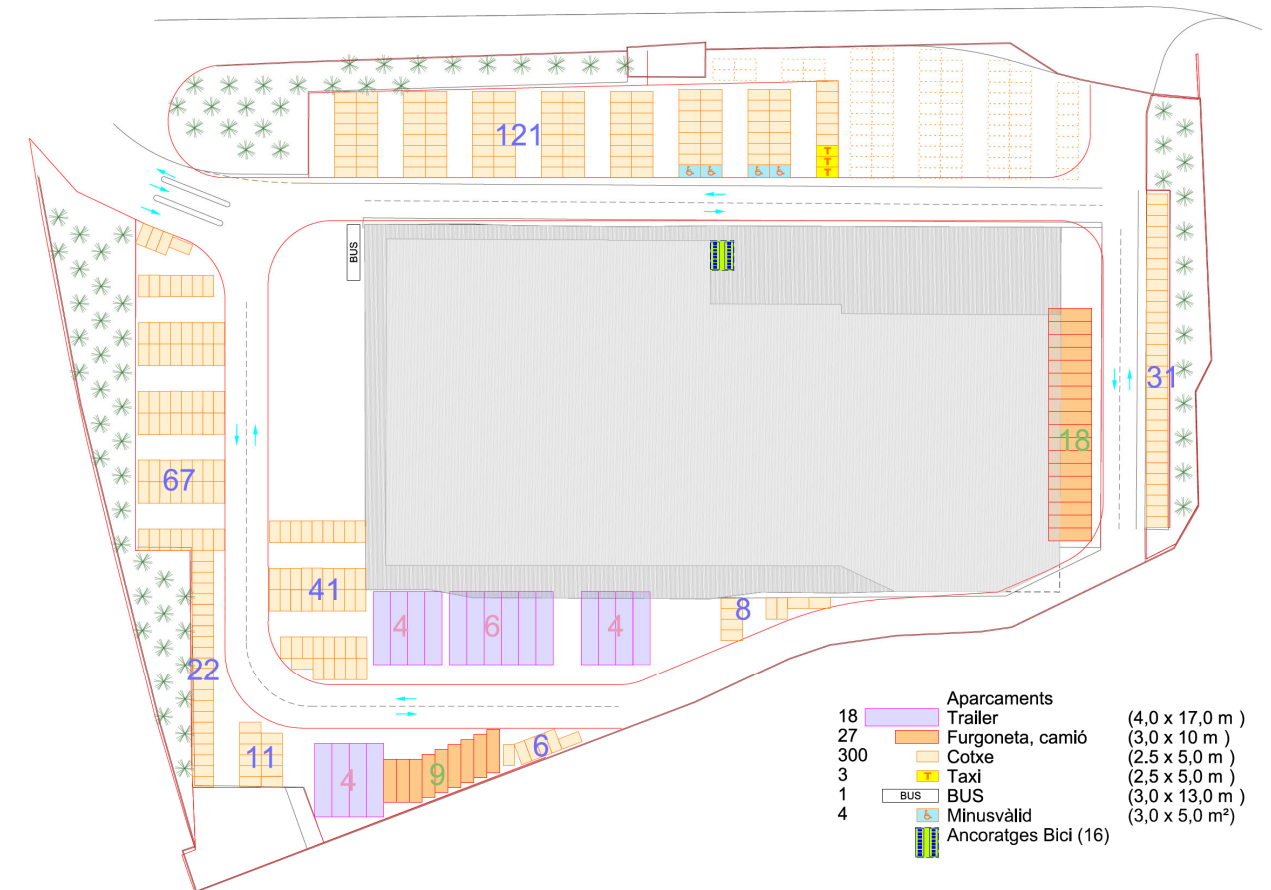 121
T
T
T
BUS
31
18
67
41
4
6
4
8
22
11
4
9
6
Aparcaments
18 Trailer (4,0 x 17,0 m )
27 Furgoneta, camió (3,0 x 10 m )
300 Cotxe (2.5 x 5,0 m )
3 T Taxi (2,5 x 5,0 m )
1 BUS BUS (3,0 x 13,0 m )
4 Minusvàlid (3,0 x 5,0 m²)
Ancoratges Bici (16)